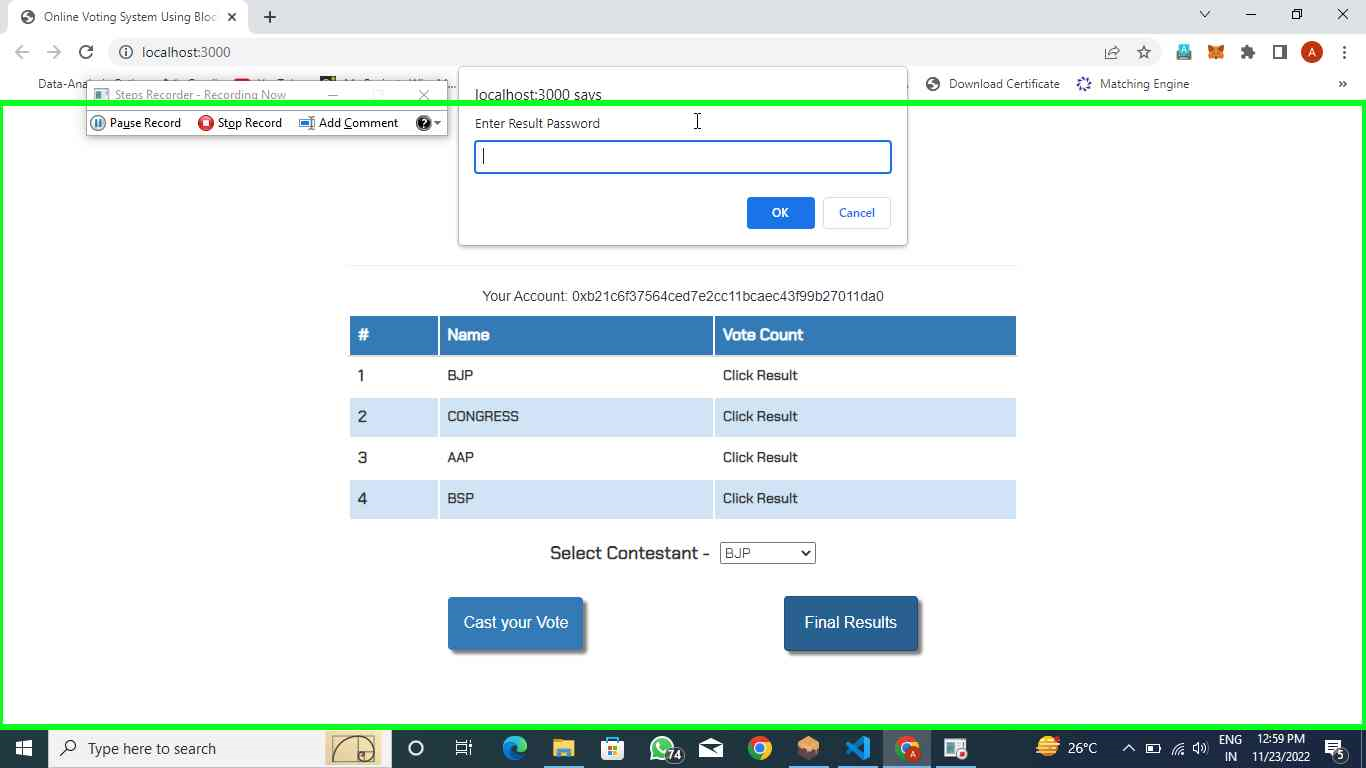 Online Voting System Using Bloc
localhost:3000
Download Certificate
Matching Engine
Steps Recorder - Recording Now
Pause Record
Stop Record
Add Comment
localhost:3000 says
Enter Result Password
OK
Cancel
Your Account: 0xb21c6f37564ced7e2cc11bcaec43f99b27011da0
# Name Vote Count
1 BJP Click Result
2 CONGRESS Click Result
3 AAP Click Result
4 BSP Click Result
Select Contestant - BJP
Cast your Vote
Final Results
Type here to search
74
26°C
ENG
IN
12:59 PM
11/23/2022
5